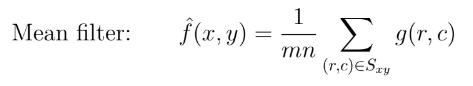 Mean filter: $\hat{f}(x, y) = \frac{1}{mn} \sum_{(r,c) \in S_{xy}} g(r, c)$